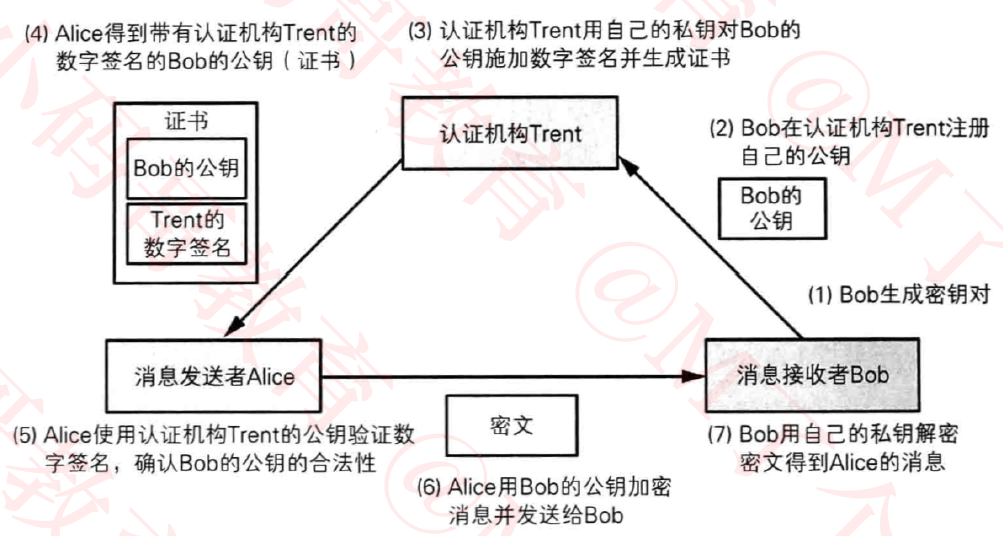 (4) Alice得到带有认证机构Trent的
数字签名的Bob的公钥（证书）
(3) 认证机构Trent用自己的私钥对Bob的
公钥施加数字签名并生成证书
证书
Bob的公钥
Trent的
数字签名
认证机构Trent
(2) Bob在认证机构Trent注册
自己的公钥
Bob的
公钥
(1) Bob生成密钥对
消息发送者Alice
消息接收者Bob
密文
(5) Alice使用认证机构Trent的公钥验证数
字签名，确认Bob的公钥的合法性
(6) Alice用Bob的公钥加密
消息并发送给Bob
(7) Bob用自己的私钥解密
密文得到Alice的消息